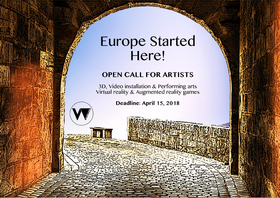 Europe Started
Here!
OPEN CALL FOR ARTISTS
3D, Video installation & Performing arts
Virtual reality & Augmented reality games
Deadline: April 15, 2018